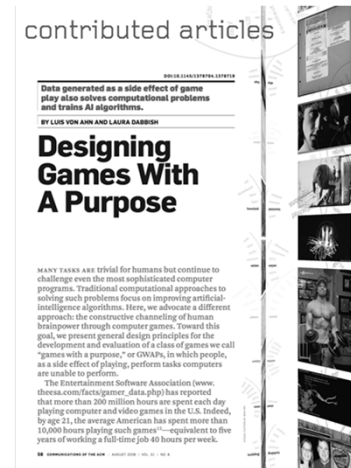 contributed articles
DOI:10.1145/1378704.1378719
Data generated as a side effect of game
play also solves computational problems
and trains AI algorithms.
BY LUIS VON AHN AND LAURA DABBISH
Designing
Games With
A Purpose
MANY TASKS ARE trivial for humans but continue to
challenge even the most sophisticated computer
programs. Traditional computational approaches to
solving such problems focus on improving artificial-
intelligence algorithms. Here, we advocate a different
approach: the constructive channeling of human
brainpower through computer games. Toward this
goal, we present general design principles for the
development and evaluation of a class of games we call
“games with a purpose,” or GWAPs, in which people,
as a side effect of playing, perform tasks computers
are unable to perform.
The Entertainment Software Association (www.
theesa.com/facts/gamer_data.php) has reported
that more than 200 million hours are spent each day
playing computer and video games in the U.S. Indeed,
by age 21, the average American has spent more than
10,000 hours playing such games—equivalent to five
years of working a full-time job 40 hours per week.
58 COMMUNICATIONS OF THE ACM | AUGUST 2008 | VOL. 51 | NO. 8